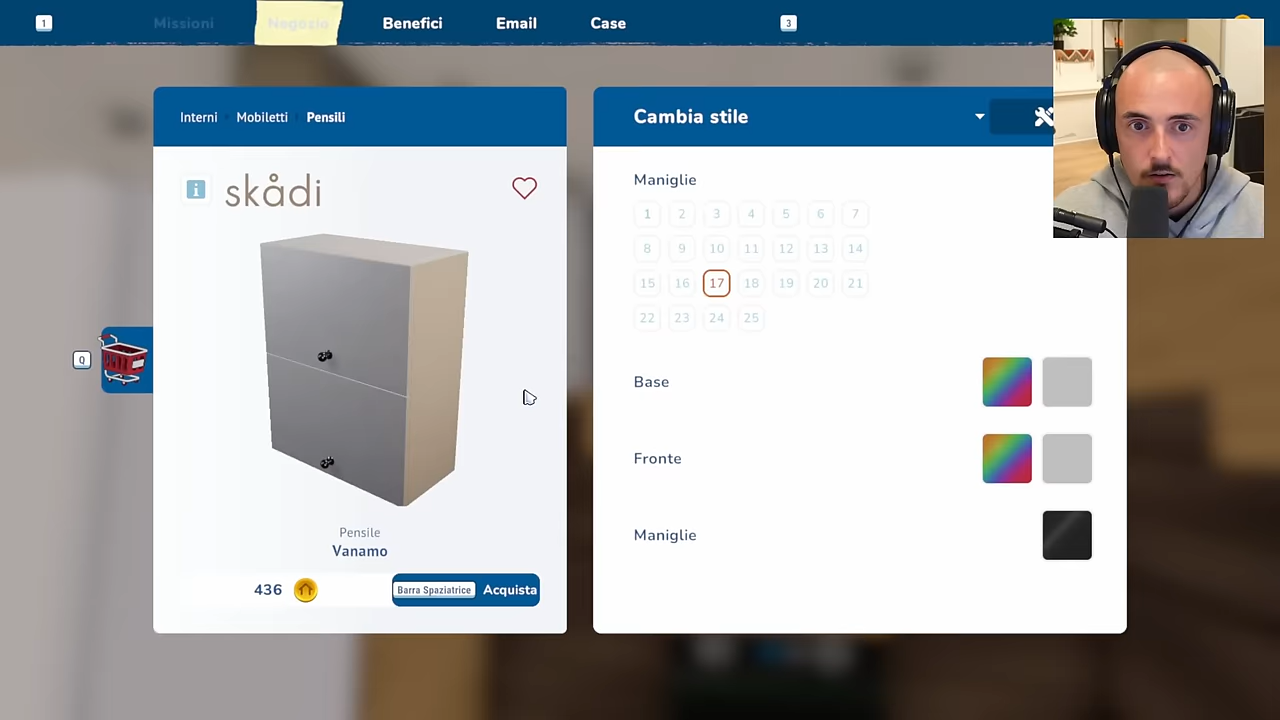 1
Missioni
Negozio
Benefici
Email
Case
3
Interni
Mobiletti
Pensili
skådi
Q
Pensile
Vanamo
436
Barra Spaziatrice
Acquista
Cambia stile
Maniglie
1 2 3 4 5 6 7
8 9 10 11 12 13 14
15 16 17 18 19 20 21
22 23 24 25
Base
Fronte
Maniglie